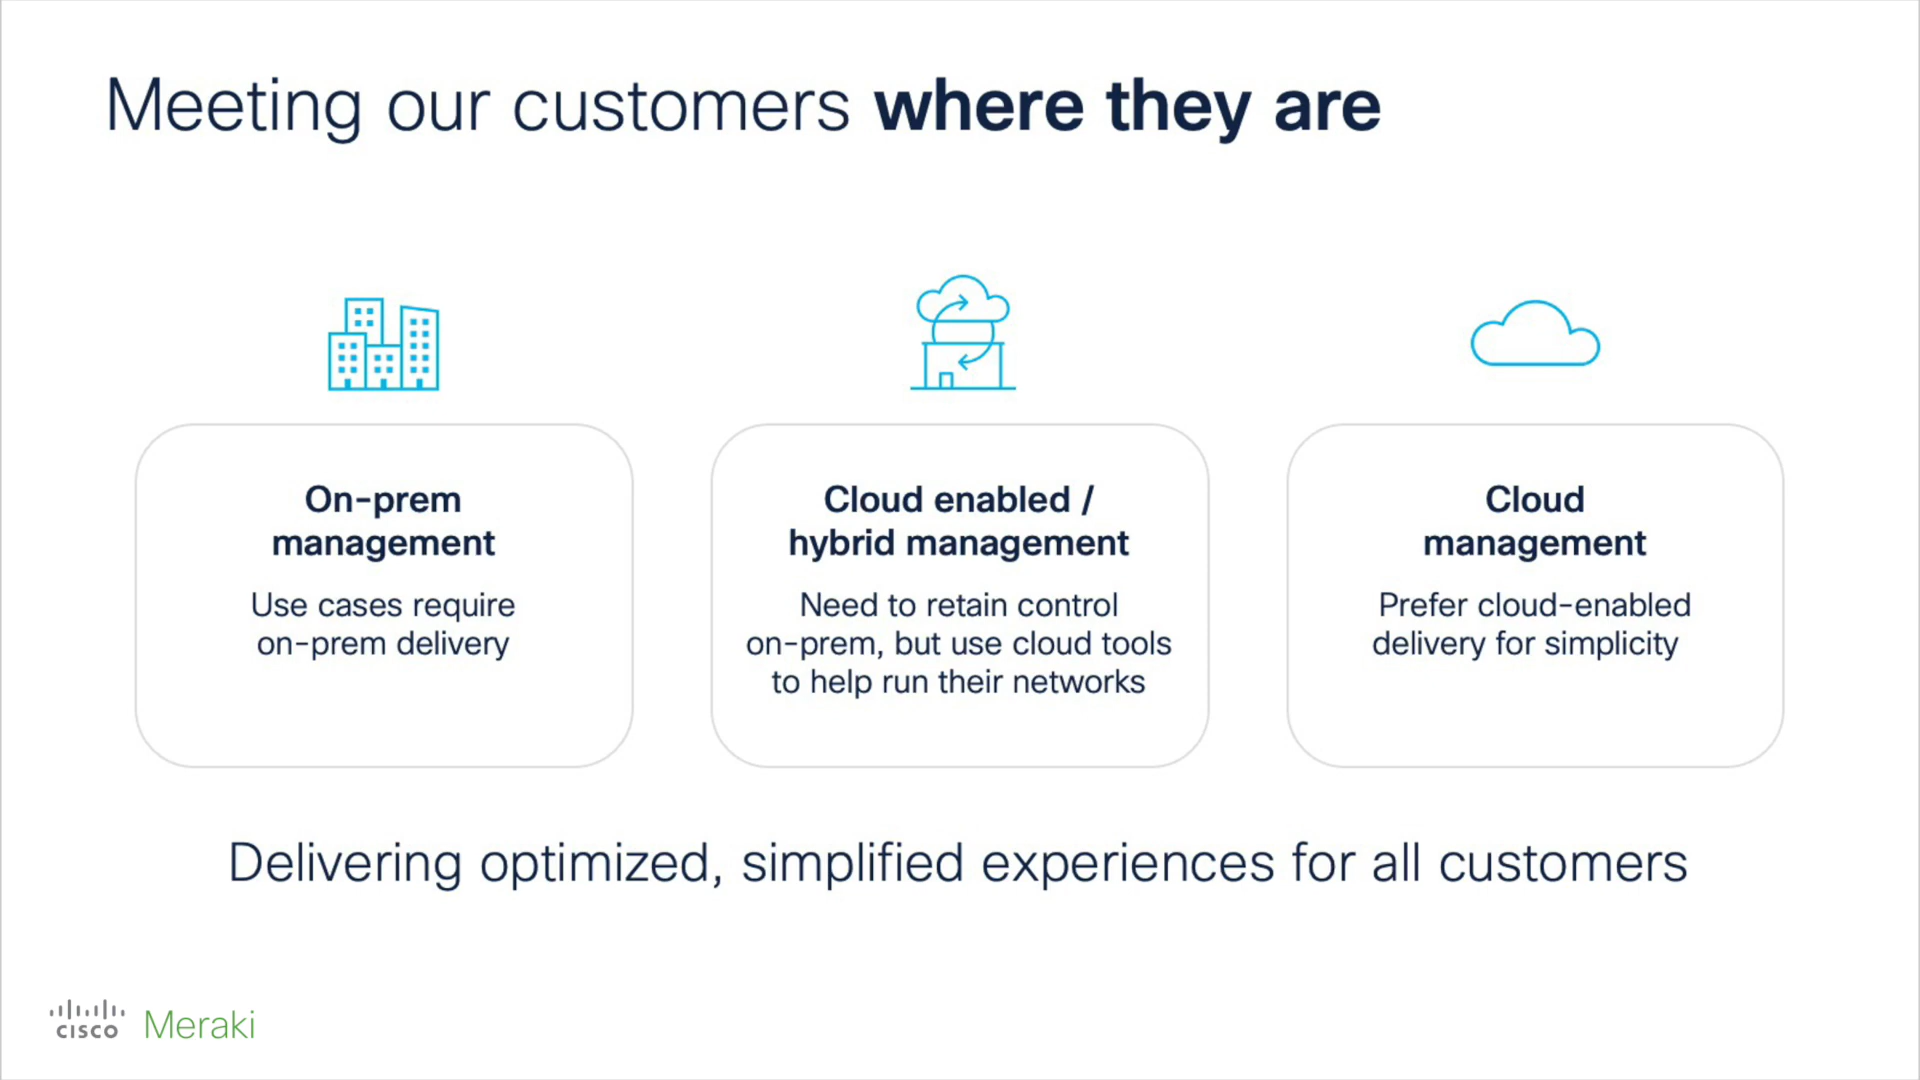 Meeting our customers where they are
On-prem
management
Use cases require
on-prem delivery
Cloud enabled /
hybrid management
Need to retain control
on-prem, but use cloud tools
to help run their networks
Cloud
management
Prefer cloud-enabled
delivery for simplicity
Delivering optimized, simplified experiences for all customers
CISCO Meraki